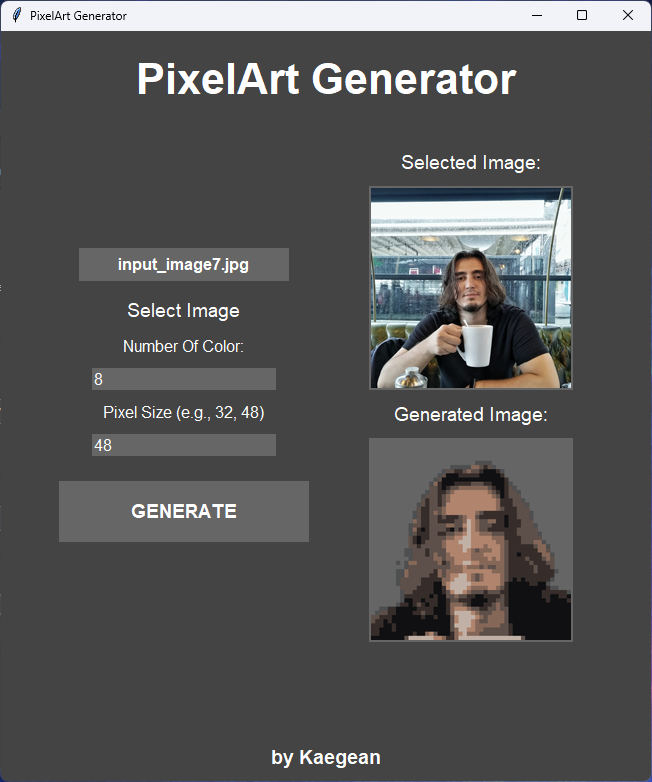 PixelArt Generator
PixelArt Generator
input_image7.jpg
Select Image
Number Of Color:
8
Pixel Size (e.g., 32, 48)
48
GENERATE
Selected Image:
Generated Image:
by Kaegean